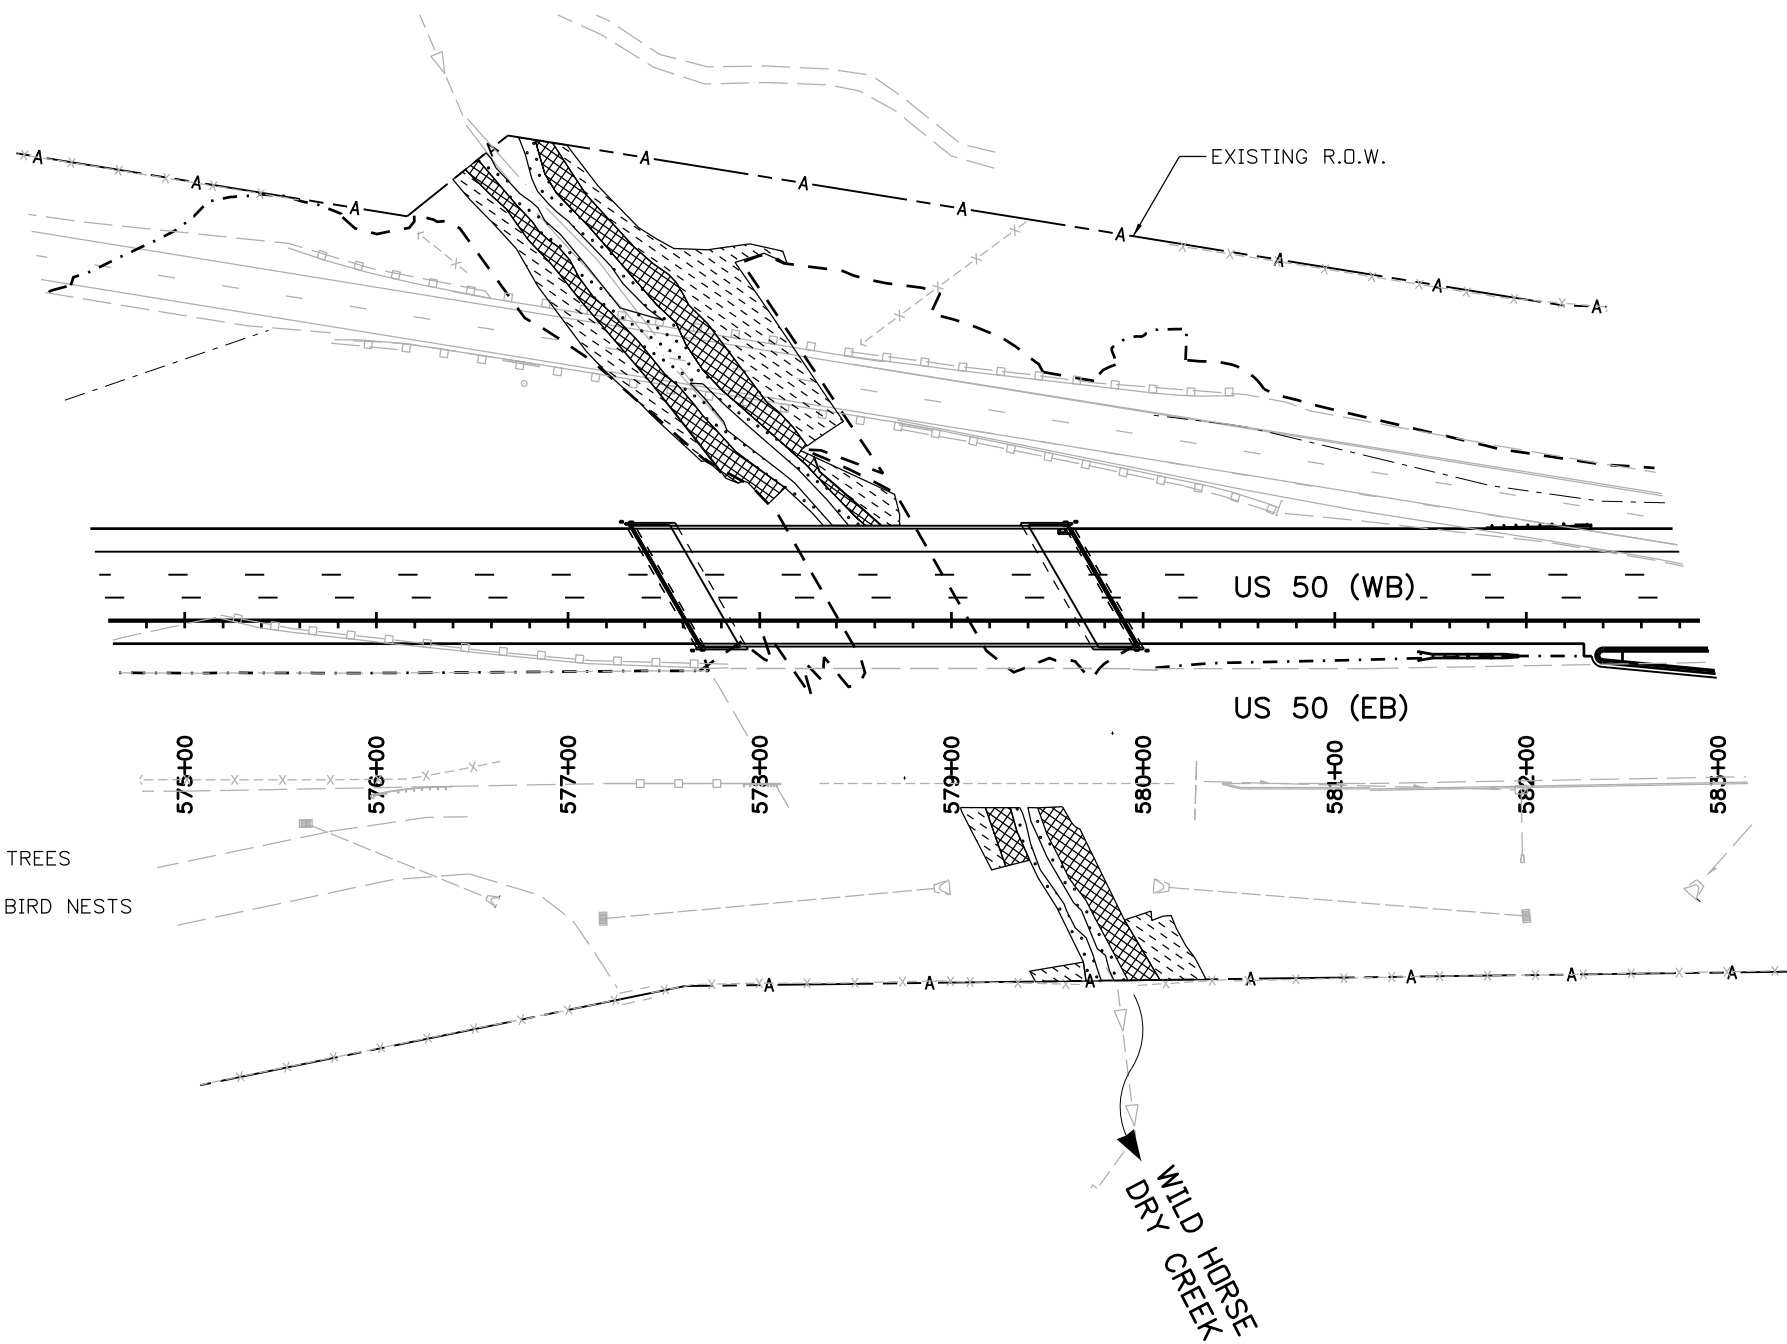 A A A A A A A A A A
EXISTING R.O.W.
US 50 (WB)
US 50 (EB)
575+00 576+00 577+00 578+00 579+00 580+00 581+00 582+00 583+00
TREES
BIRD NESTS
A A A A A A A
WILD HORSE
DRY CREEK